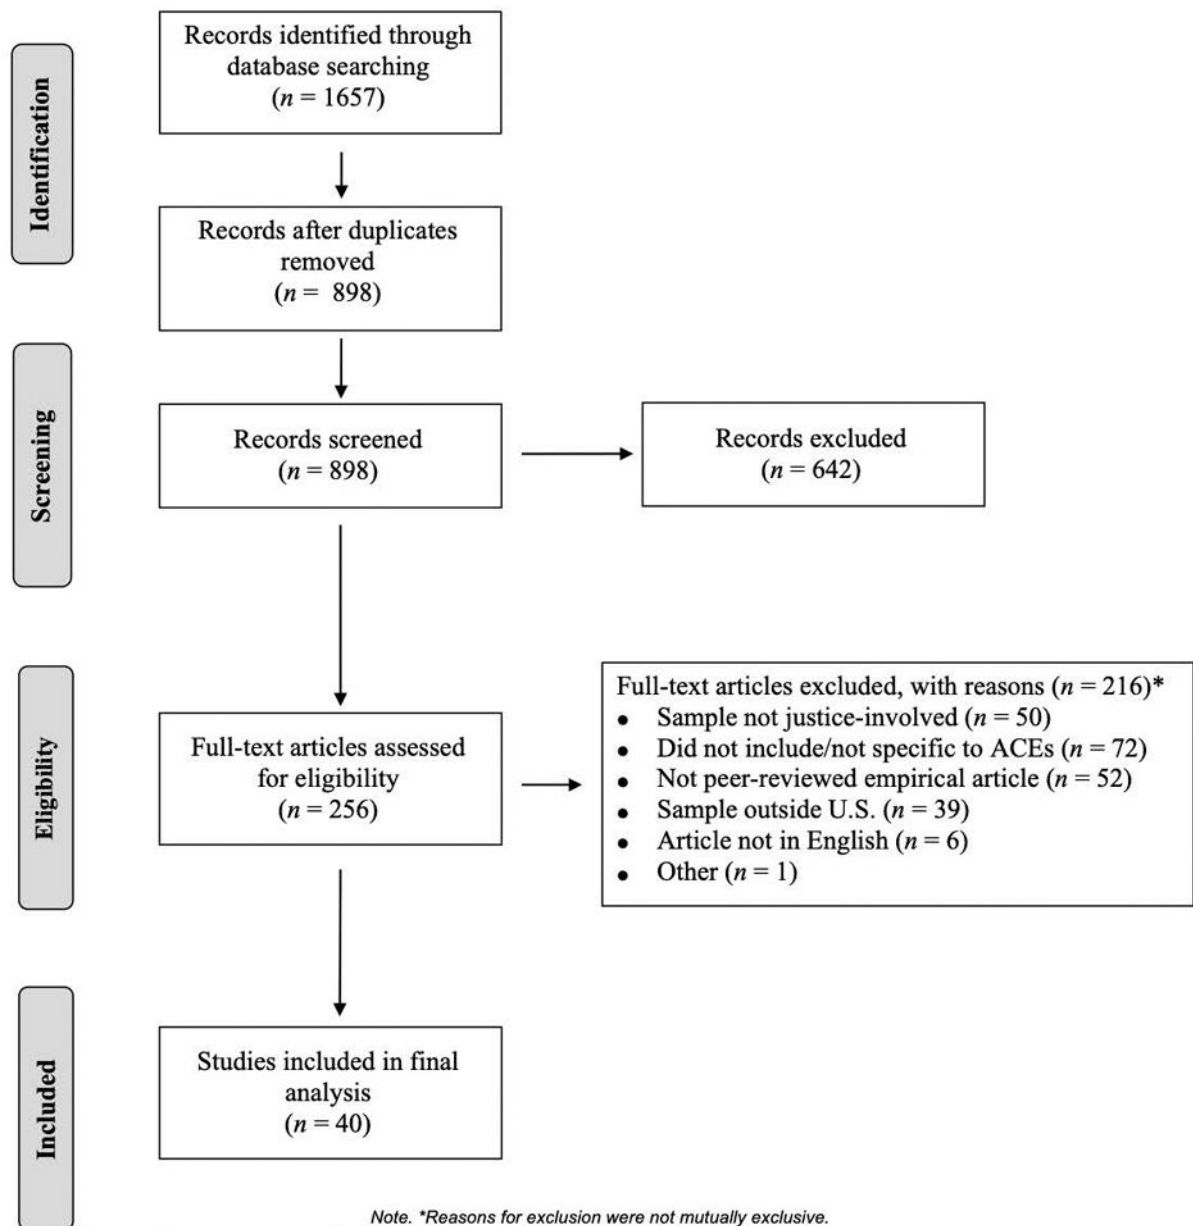 Identification
Records identified through
database searching
(n = 1657)
Records after duplicates
removed
(n = 898)
Screening
Records screened
(n = 898)
Records excluded
(n = 642)
Eligibility
Full-text articles assessed
for eligibility
(n = 256)
Full-text articles excluded, with reasons (n = 216)*
• Sample not justice-involved (n = 50)
• Did not include/not specific to ACEs (n = 72)
• Not peer-reviewed empirical article (n = 52)
• Sample outside U.S. (n = 39)
• Article not in English (n = 6)
• Other (n = 1)
Included
Studies included in final
analysis
(n = 40)
Note. *Reasons for exclusion were not mutually exclusive.